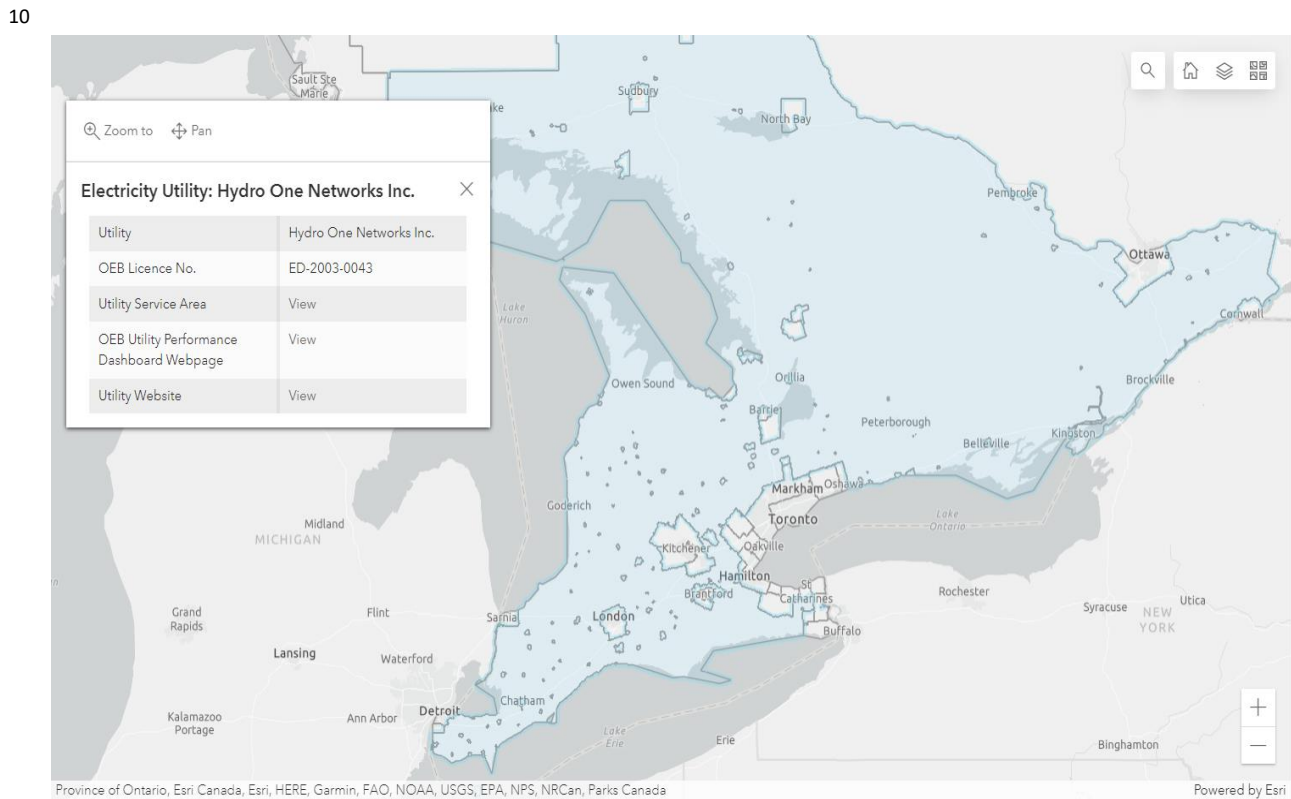 10
Sault Ste
Marie
Sudbury
North Bay
ke
Zoom to Pan
Electricity Utility: Hydro One Networks Inc.
Utility Hydro One Networks Inc.
OEB Licence No. ED-2003-0043
Utility Service Area View
OEB Utility Performance
Dashboard Webpage View
Utility Website View
Pembroke
Ottawa
Cornwall
Lake
Huron
Owen Sound
Orillia
Brockville
Barrie
Peterborough
Belleville
Kingston
Markham
Oshawa
Goderich
Toronto
Lake
Ontario
Midland
MICHIGAN
Kitchener
Oakville
Hamilton
Brantford
St
Catharines
Rochester
Syracuse
NEW
YORK
Utica
Grand
Rapids
Flint
Sarnia
London
Buffalo
Lansing
Waterford
Chatham
Detroit
Kalamazoo
Portage
Ann Arbor
Lake
Erie
Erie
Binghamton
Province of Ontario, Esri Canada, Esri, HERE, Garmin, FAO, NOAA, USGS, EPA, NPS, NRCan, Parks Canada
Powered by Esri